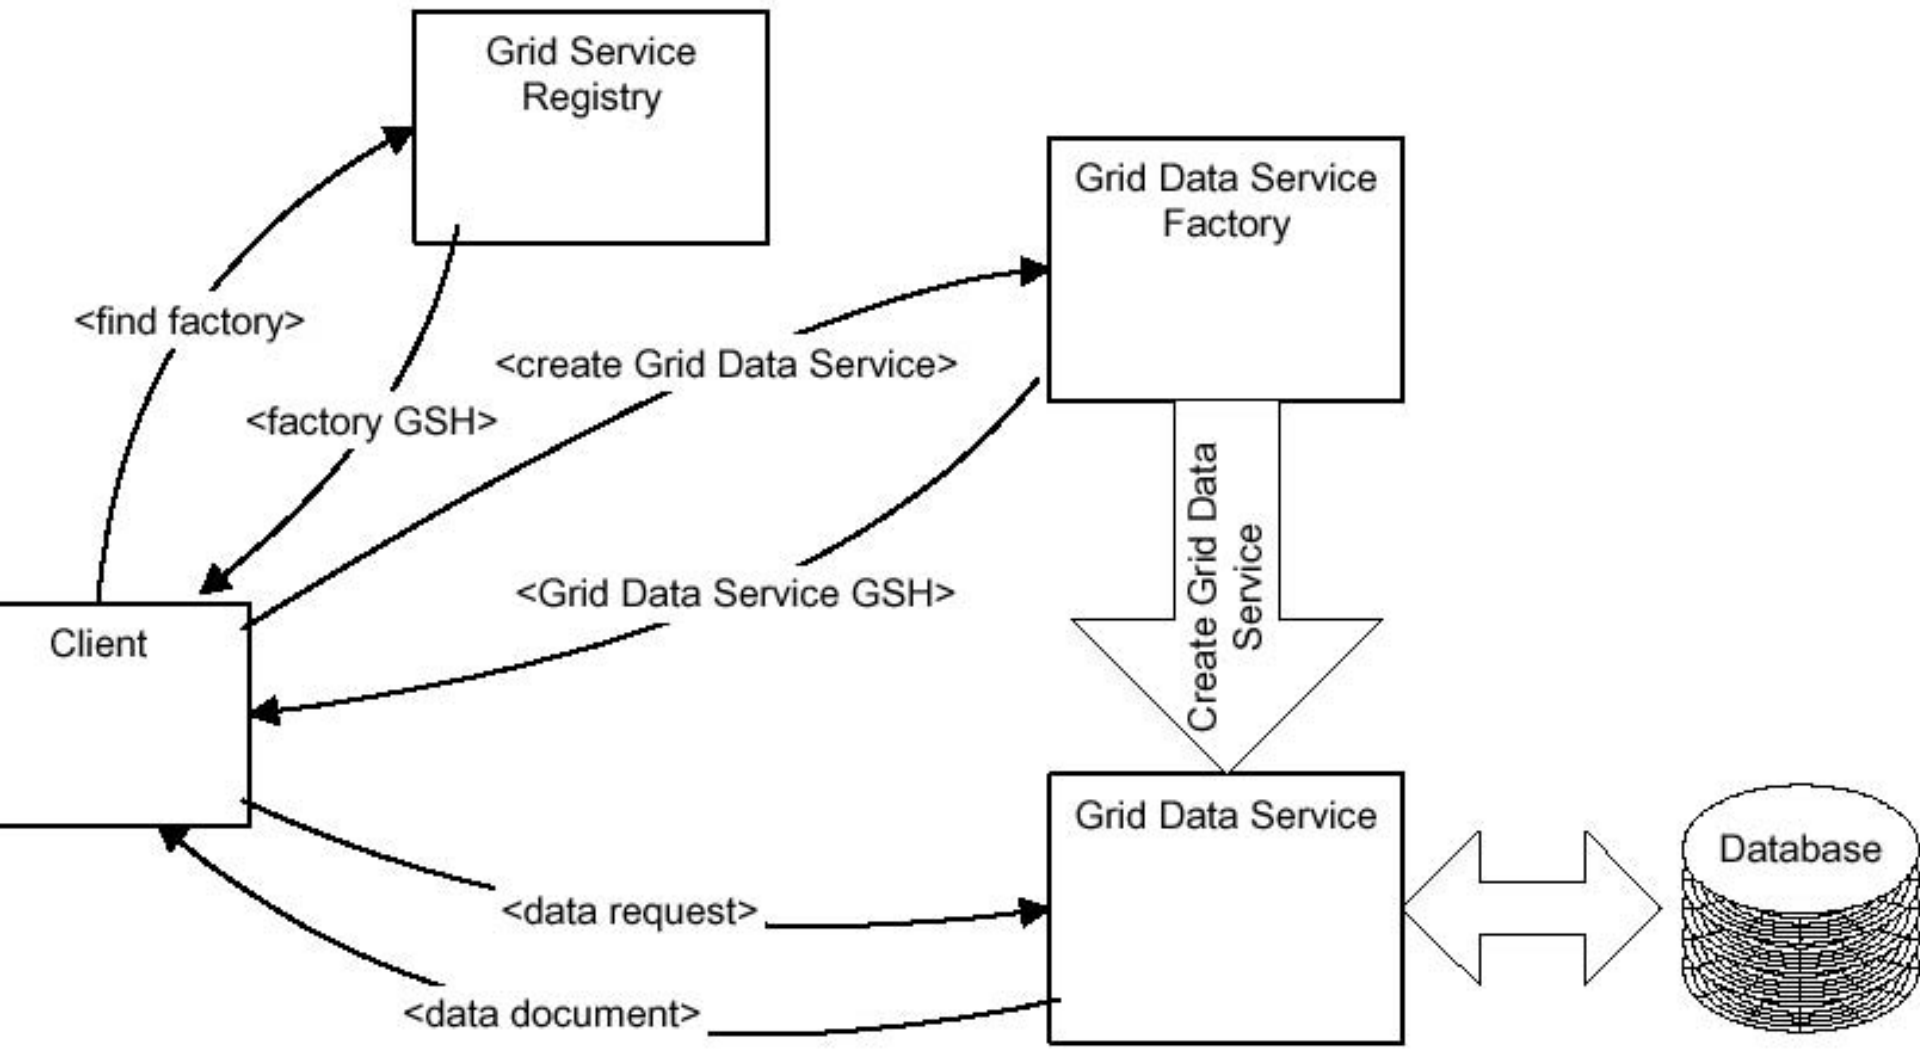 Grid Service
Registry
Grid Data Service
Factory
<find factory>
<create Grid Data Service>
<factory GSH>
Create Grid Data
Service
<Grid Data Service GSH>
Client
Grid Data Service
Database
<data request>
<data document>